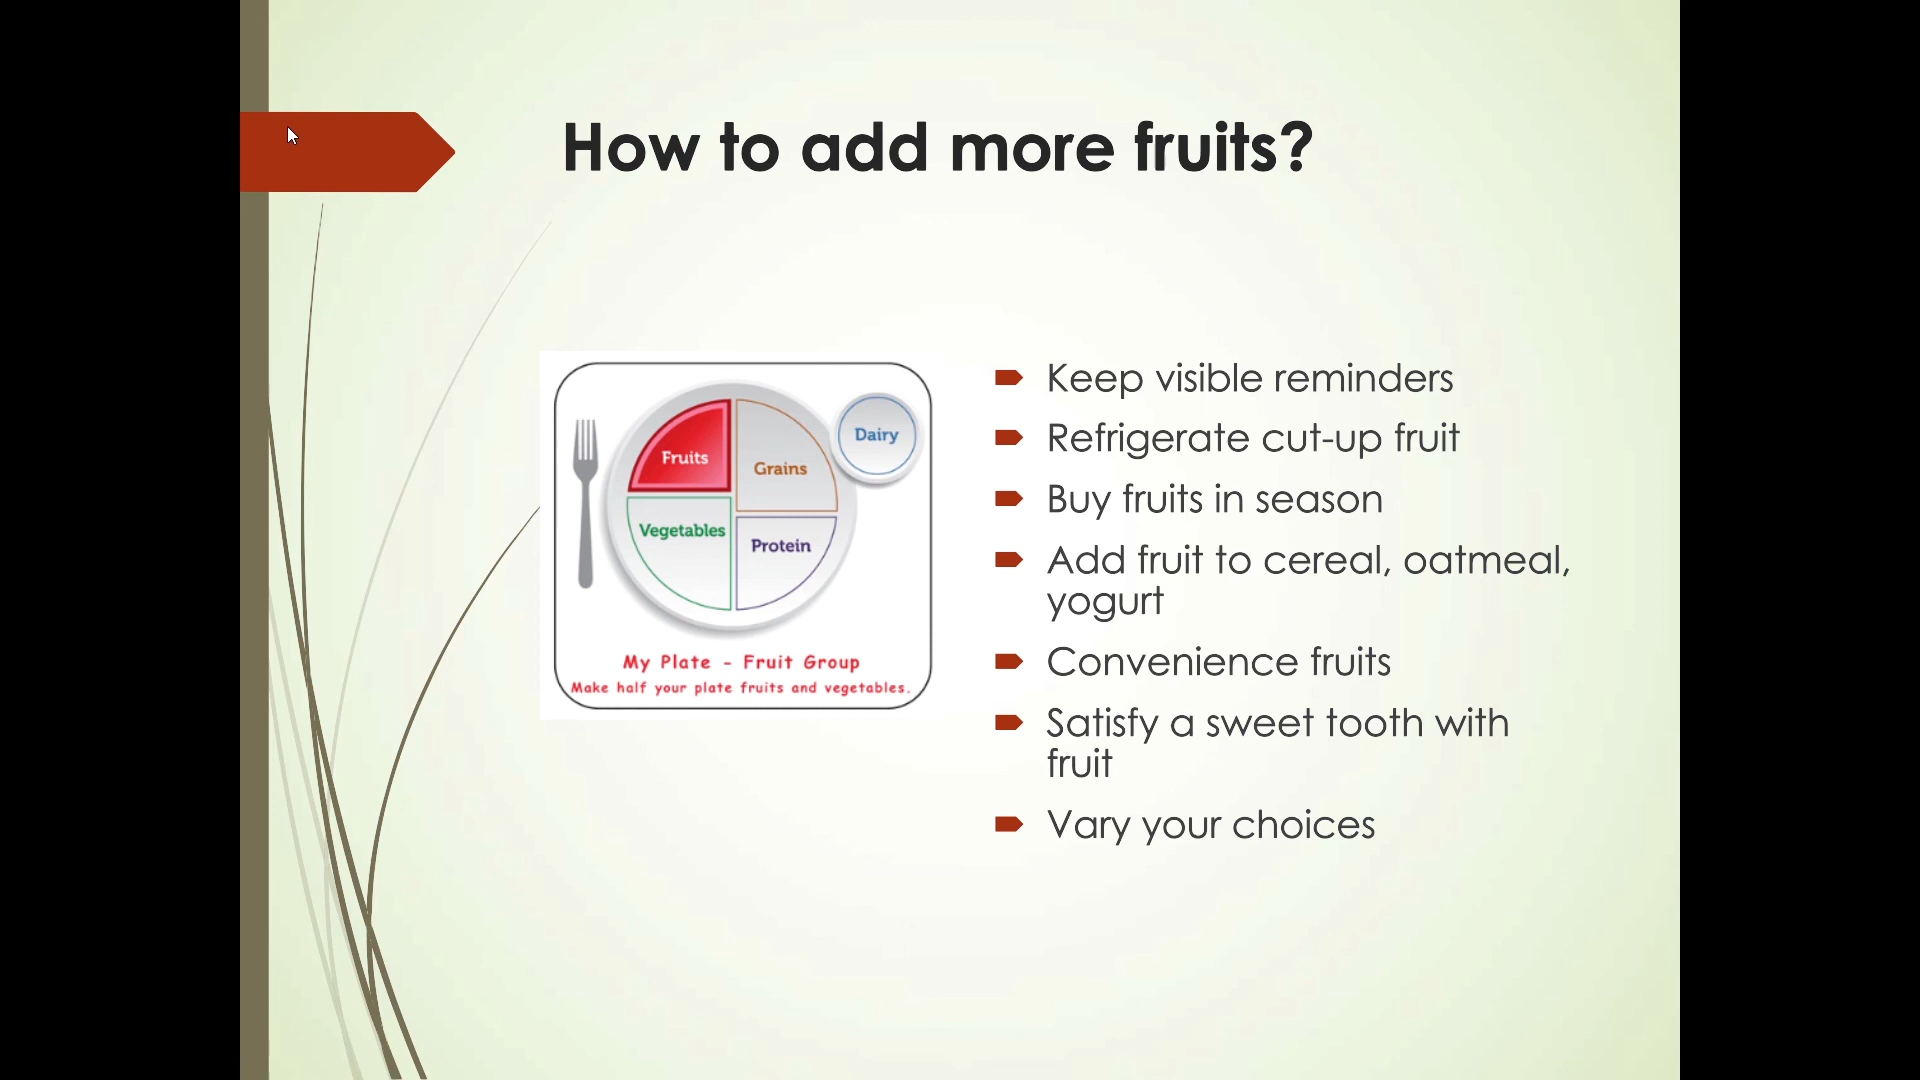 How to add more fruits?
Fruits
Grains
Dairy
Vegetables
Protein
My Plate - Fruit Group
Make half your plate fruits and vegetables.
Keep visible reminders
Refrigerate cut-up fruit
Buy fruits in season
Add fruit to cereal, oatmeal,
yogurt
Convenience fruits
Satisfy a sweet tooth with
fruit
Vary your choices